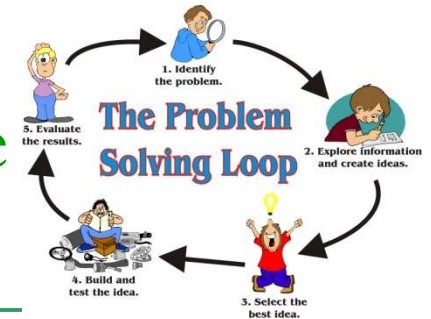 The Problem
Solving Loop
1. Identify
the problem.
2. Explore information
and create ideas.
3. Select the
best idea.
4. Build and
test the idea.
5. Evaluate
the results.
e